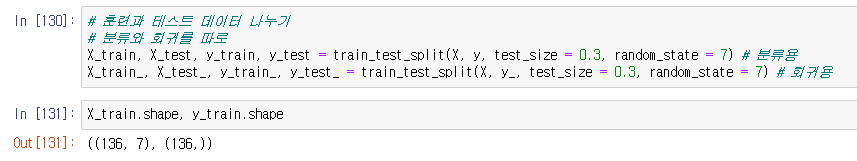 In [130]: # 훈련과 테스트 데이터 나누기
# 분류와 회귀를 따로
X_train, X_test, y_train, y_test = train_test_split(X, y, test_size = 0.3, random_state = 7) # 분류용
X_train_, X_test_, y_train_, y_test_ = train_test_split(X, y_, test_size = 0.3, random_state = 7) # 회귀용
In [131]: X_train.shape, y_train.shape
Out[131]: ((136, 7), (136,))